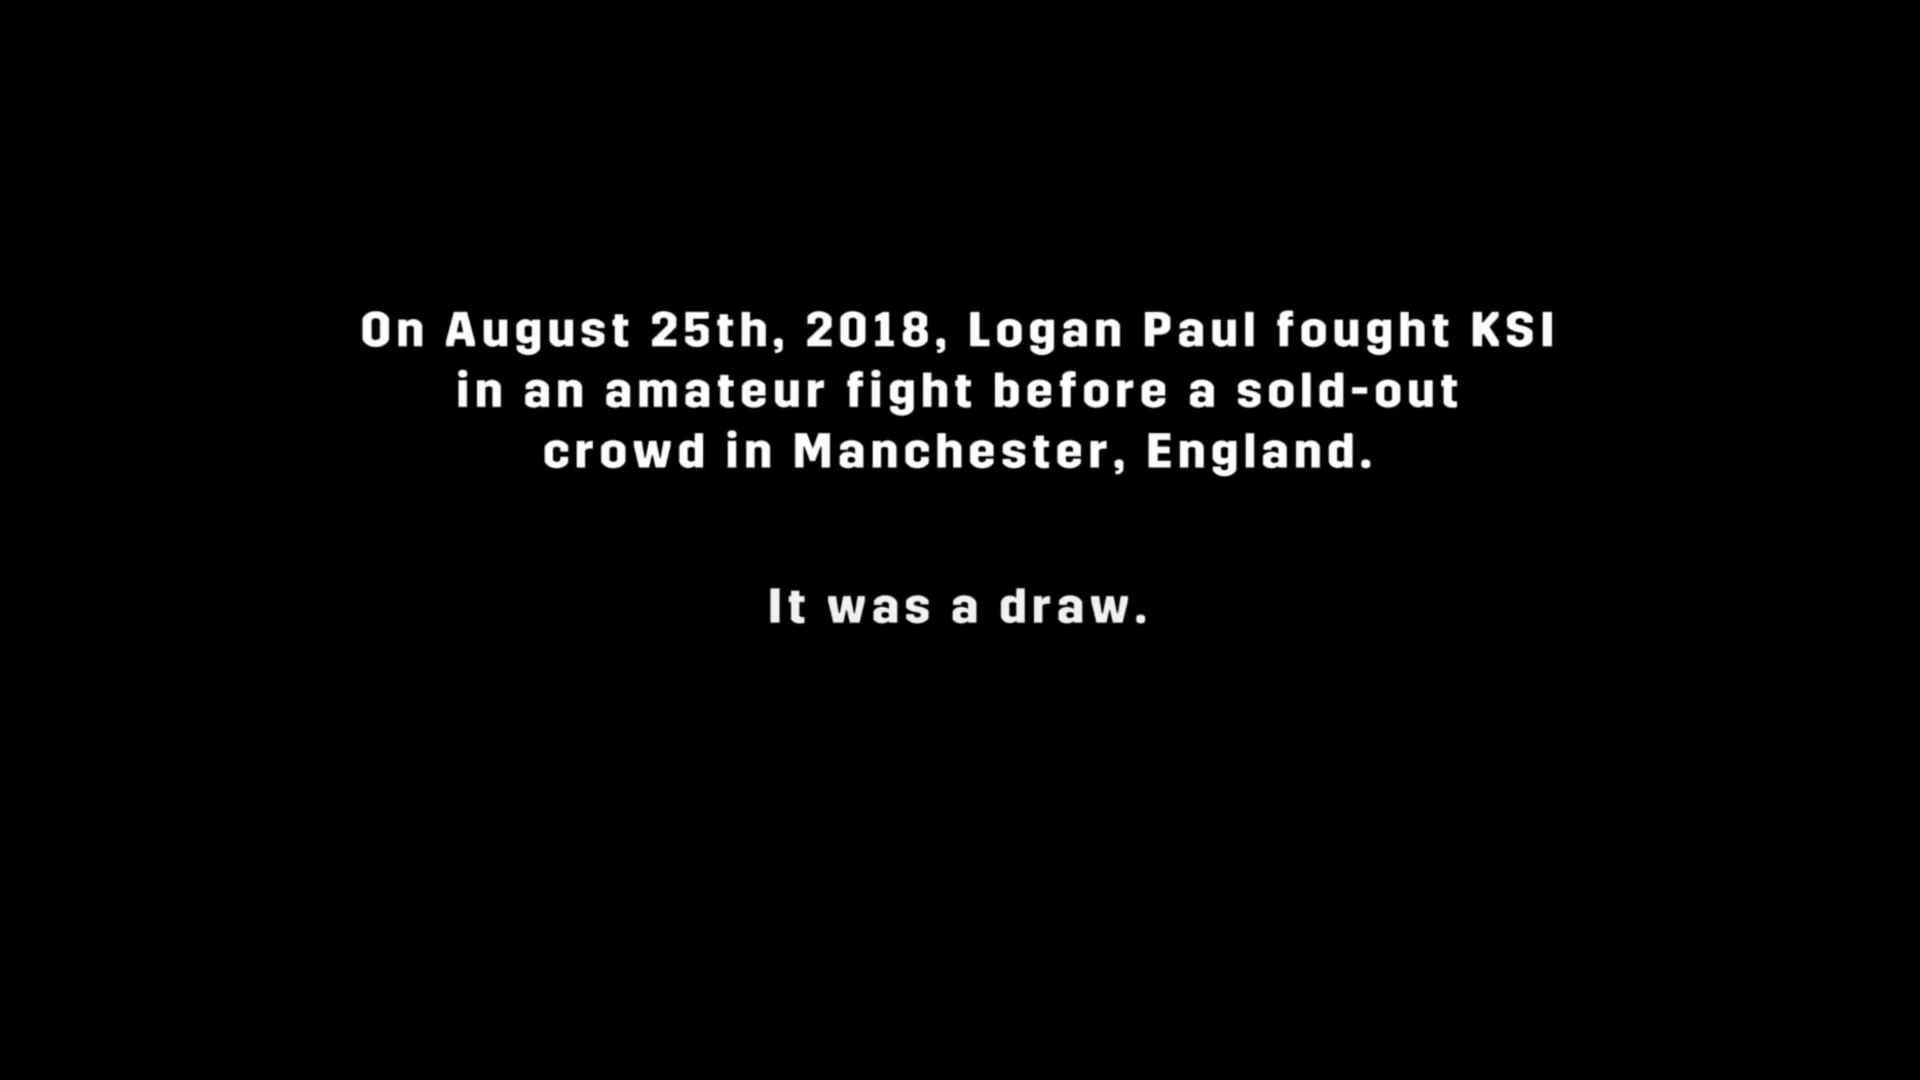 On August 25th, 2018, Logan Paul fought KSI
in an amateur fight before a sold-out
crowd in Manchester, England.
It was a draw.